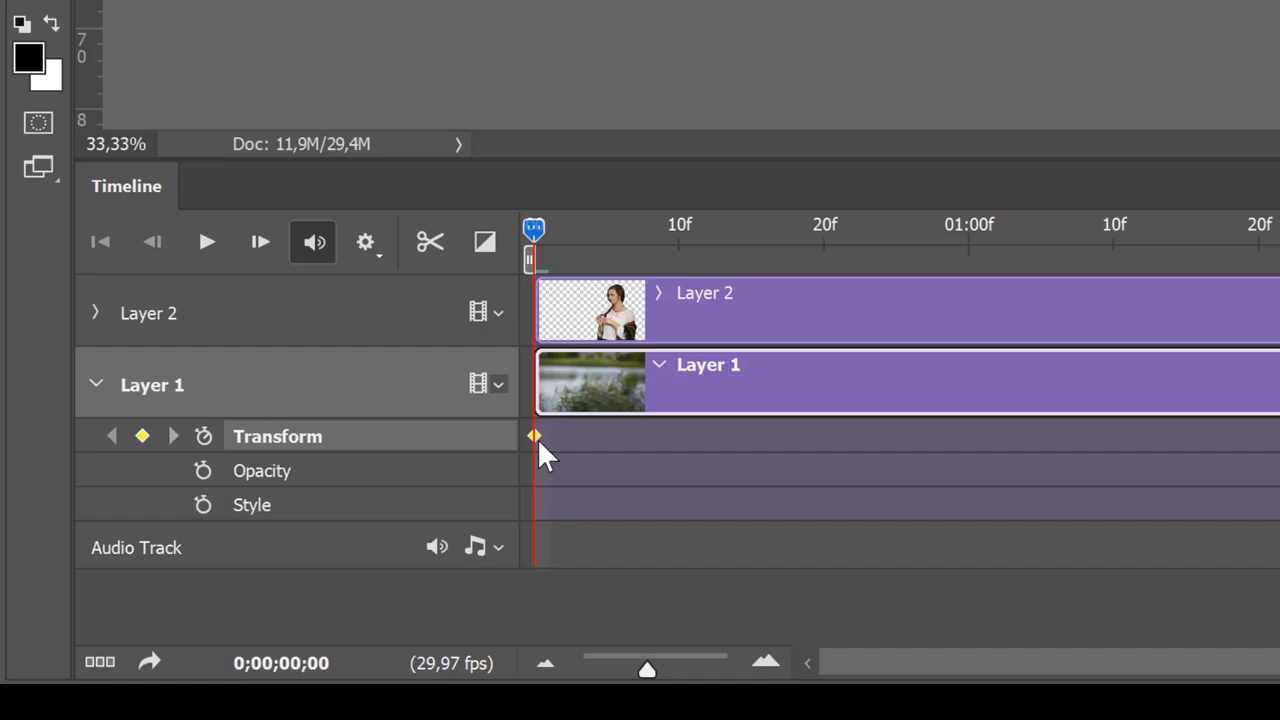 7
0
8
33,33%
Doc: 11,9M/29,4M
Timeline
10f
20f
01:00f
10f
20f
Layer 2
Layer 2
Layer 1
Layer 1
Transform
Opacity
Style
Audio Track
0;00;00;00
(29,97 fps)